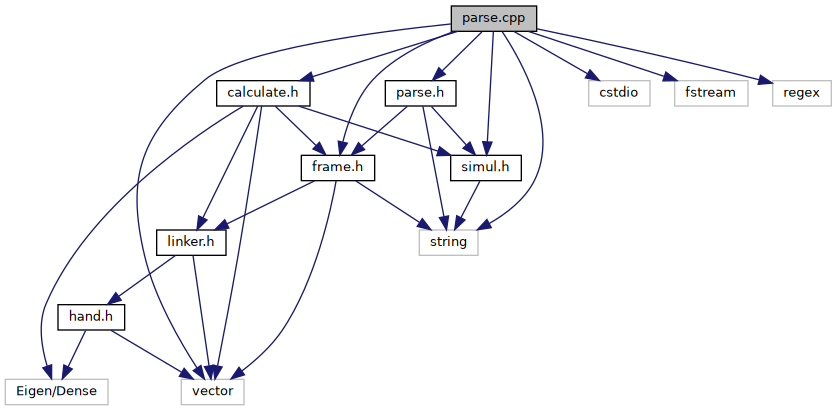 parse.cpp
calculate.h
parse.h
cstdio
fstream
regex
frame.h
simul.h
linker.h
string
hand.h
Eigen/Dense
vector